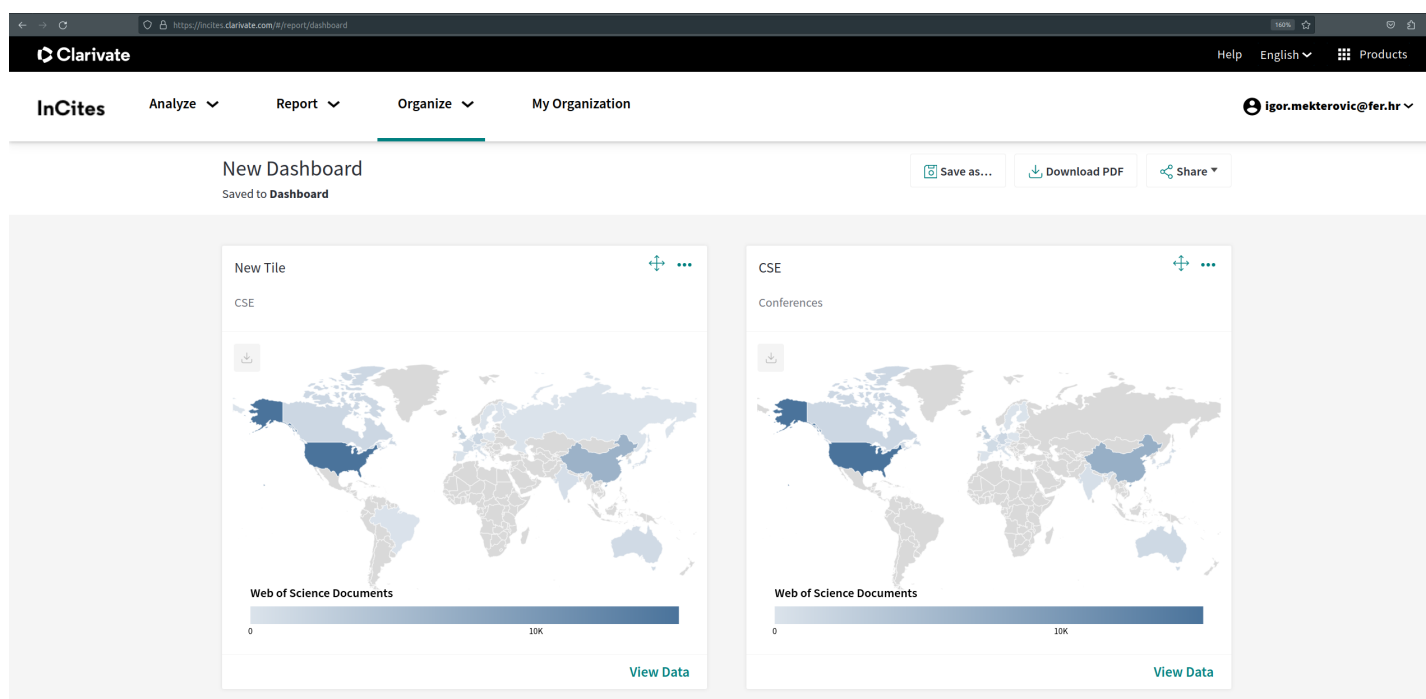 https://incites.clarivate.com/#/report/dashboard
160%
Clarivate
Help English Products
InCites Analyze Report Organize My Organization igor.mekterovic@fer.hr
New Dashboard
Saved to Dashboard
Save as... Download PDF Share
New Tile
CSE
Web of Science Documents
0 10K
View Data
CSE
Conferences
Web of Science Documents
0 10K
View Data